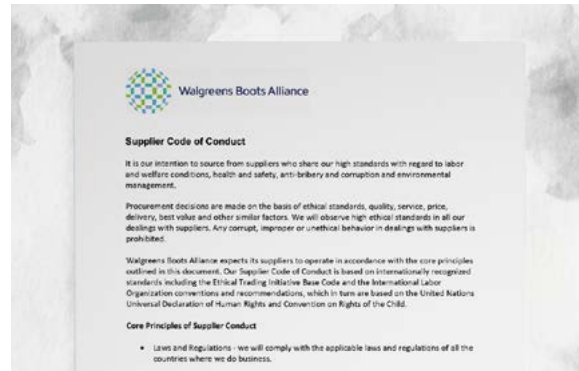 Walgreens Boots Alliance
Supplier Code of Conduct
It is our intention to source from suppliers who share our high standards with regard to labor
and welfare conditions, health and safety, anti-bribery and corruption and environmental
management.
Procurement decisions are made on the basis of ethical standards, quality, service, price,
delivery, best value and other similar factors. We will observe high ethical standards in all our
dealings with suppliers. Any corrupt, improper or unethical behavior in dealings with suppliers is
prohibited.
Walgreens Boots Alliance expects its suppliers to operate in accordance with the core principles
outlined in this document. Our Supplier Code of Conduct is based on internationally recognized
standards including the Ethical Trading Initiative Base Code and the International Labor
Organization conventions and recommendations, which in turn are based on the United Nations
Universal Declaration of Human Rights and Convention on Rights of the Child.
Core Principles of Supplier Conduct
• Laws and Regulations - we will comply with the applicable laws and regulations of all the
countries where we do business.